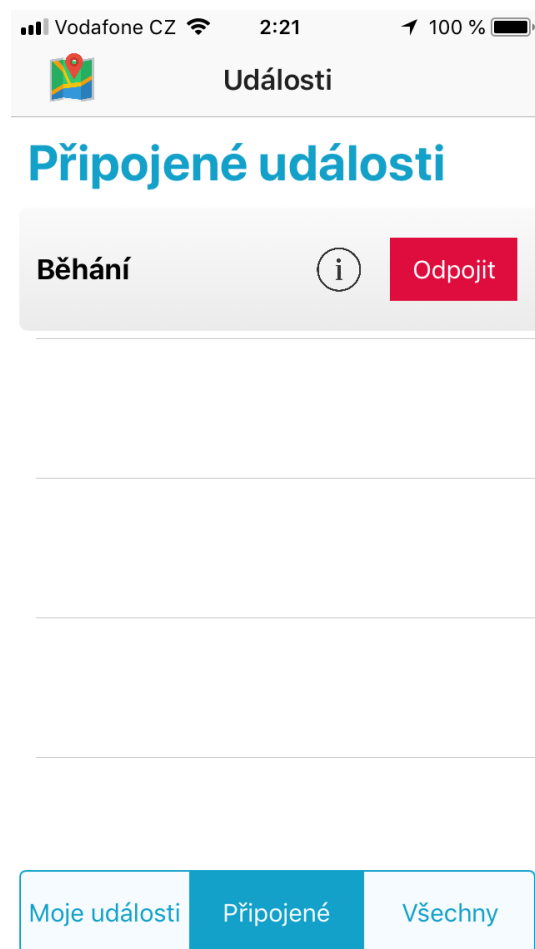 Vodafone CZ 2:21 100 %
Události
Připojené události
Běhání i Odpojit
Moje události Připojené Všechny